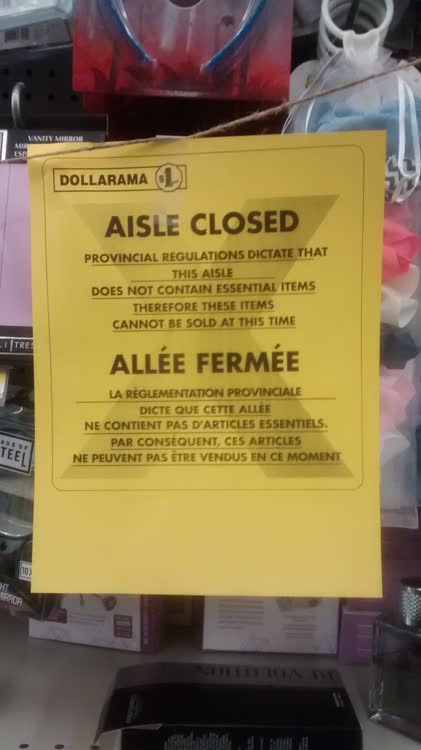 VANITY MIRROR
DOLLARAMA $1
AISLE CLOSED
PROVINCIAL REGULATIONS DICTATE THAT
THIS AISLE
DOES NOT CONTAIN ESSENTIAL ITEMS
THEREFORE THESE ITEMS
CANNOT BE SOLD AT THIS TIME
ALLÉE FERMÉE
LA RÉGLEMENTATION PROVINCIALE
DICTE QUE CETTE ALLÉE
NE CONTIENT PAS D'ARTICLES ESSENTIELS.
PAR CONSÉQUENT, CES ARTICLES
NE PEUVENT PAS ÊTRE VENDUS EN CE MOMENT